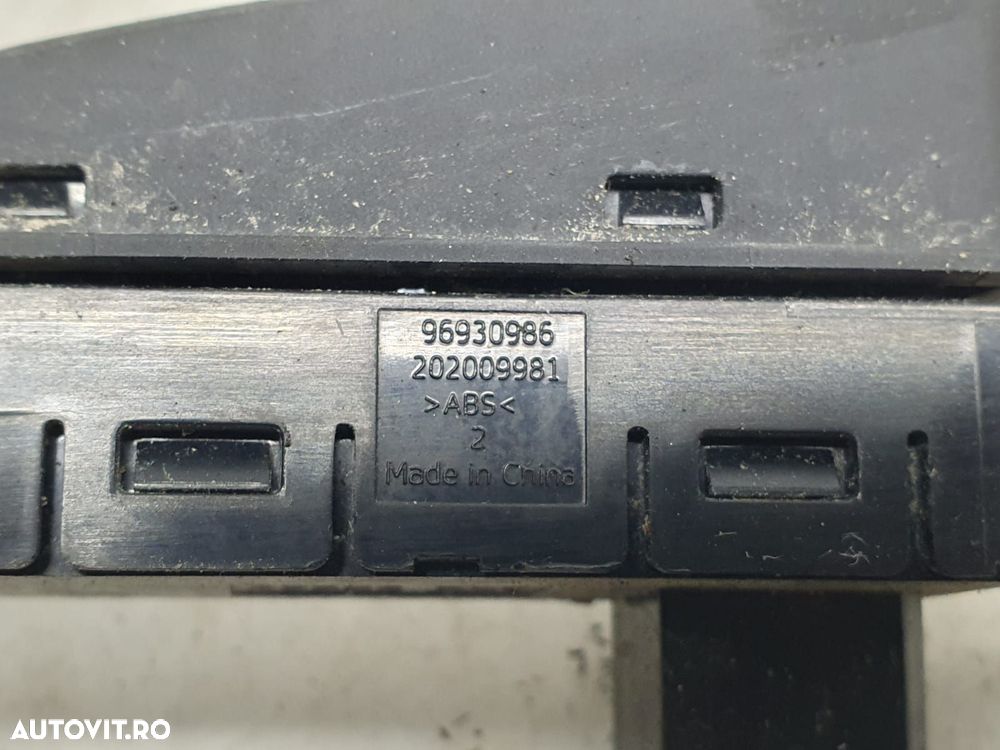 96930986
202009981
>ABS<
2
Made in China
AUTOVIT.RO